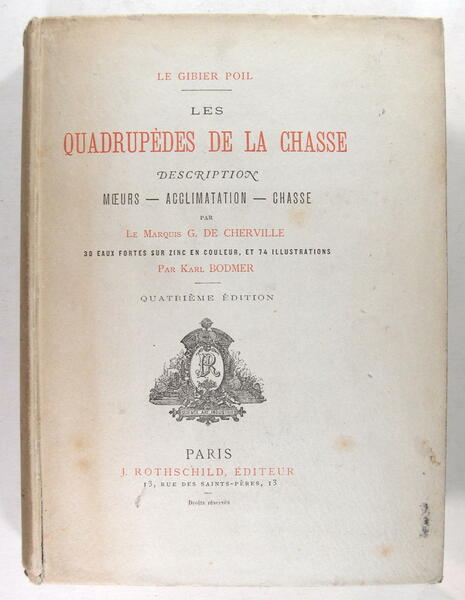 LE GIBIER POIL
LES
QUADRUPÈDES DE LA CHASSE
DESCRIPTION
MŒURS — ACCLIMATATION — CHASSE
PAR
LE MARQUIS G. DE CHERVILLE
30 EAUX FORTES SUR ZINC EN COULEUR, ET 74 ILLUSTRATIONS
PAR KARL BODMER
QUATRIÈME ÉDITION
PARIS
J. ROTHSCHILD, ÉDITEUR
13, RUE DES SAINTS-PÈRES, 13
Droits réservés